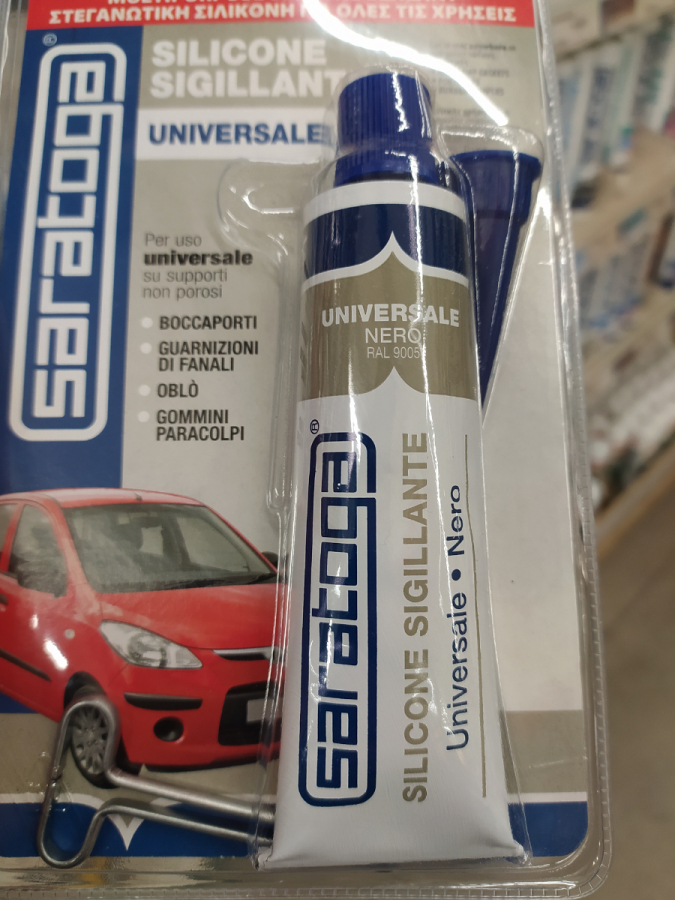 ΣΤΕΓΑΝΩΤΙΚΗ ΣΙΛΙΚΟΝΗ ΓΙΑ ΟΛΕΣ ΤΙΣ ΧΡΗΣΕΙΣ
saratoga
®
SILICONE
SIGILLANT
UNIVERSALE
Per uso
universale
su supporti
non porosi
BOCCAPORTI
GUARNIZIONI
DI FANALI
OBLÒ
GOMMINI
PARACOLPI
UNIVERSALE
NERO
RAL 9005
saratoga
®
SILICONE SIGILLANTE
Universale • Nero